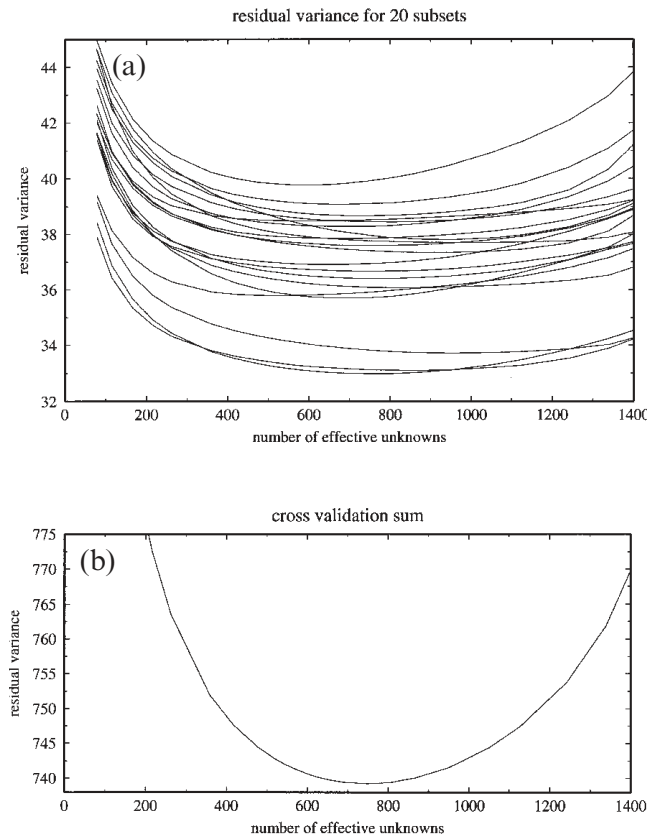 residual variance for 20 subsets
(a)
44
42
40
38
36
33
32
residual variance
0 200 400 600 800 1000 1200 1400
number of effective unknowns
cross validation sum
(b)
775
770
765
760
755
750
745
740
residual variance
0 200 400 600 800 1000 1200 1400
number of effective unknowns